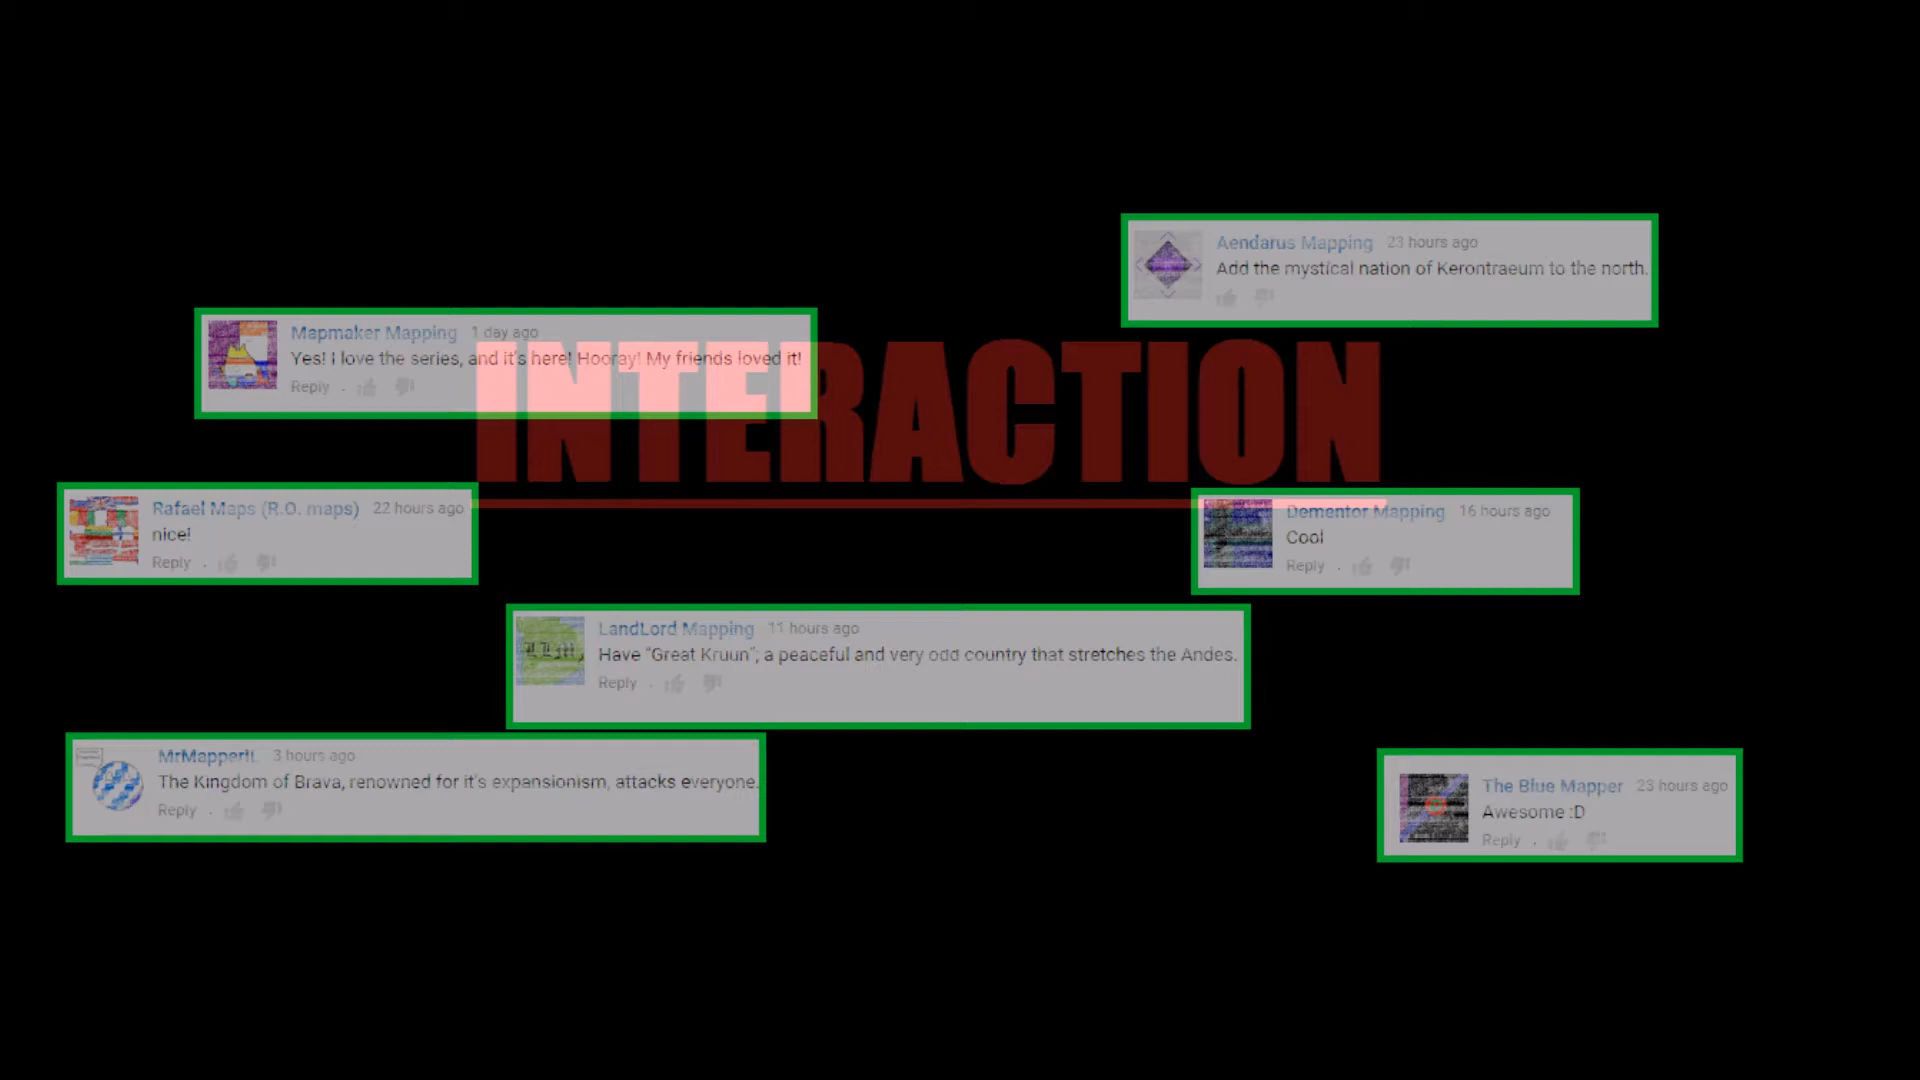 Aendarus Mapping 23 hours ago
Add the mystical nation of Kerontraeum to the north.
Mapmaker Mapping 1 day ago
Yes! I love the series, and it's here! Hooray! My friends loved it!
Reply .
INTERACTION
Rafael Maps (R.O. maps) 22 hours ago
nice!
Reply .
Dementor Mapping 16 hours ago
Cool
Reply .
LandLord Mapping 11 hours ago
Have “Great Kruun”; a peaceful and very odd country that stretches the Andes.
Reply .
LLM
MrMapperIL 3 hours ago
The Kingdom of Brava, renowned for it's expansionism, attacks everyone.
Reply .
The Blue Mapper 23 hours ago
Awesome :D
Reply .